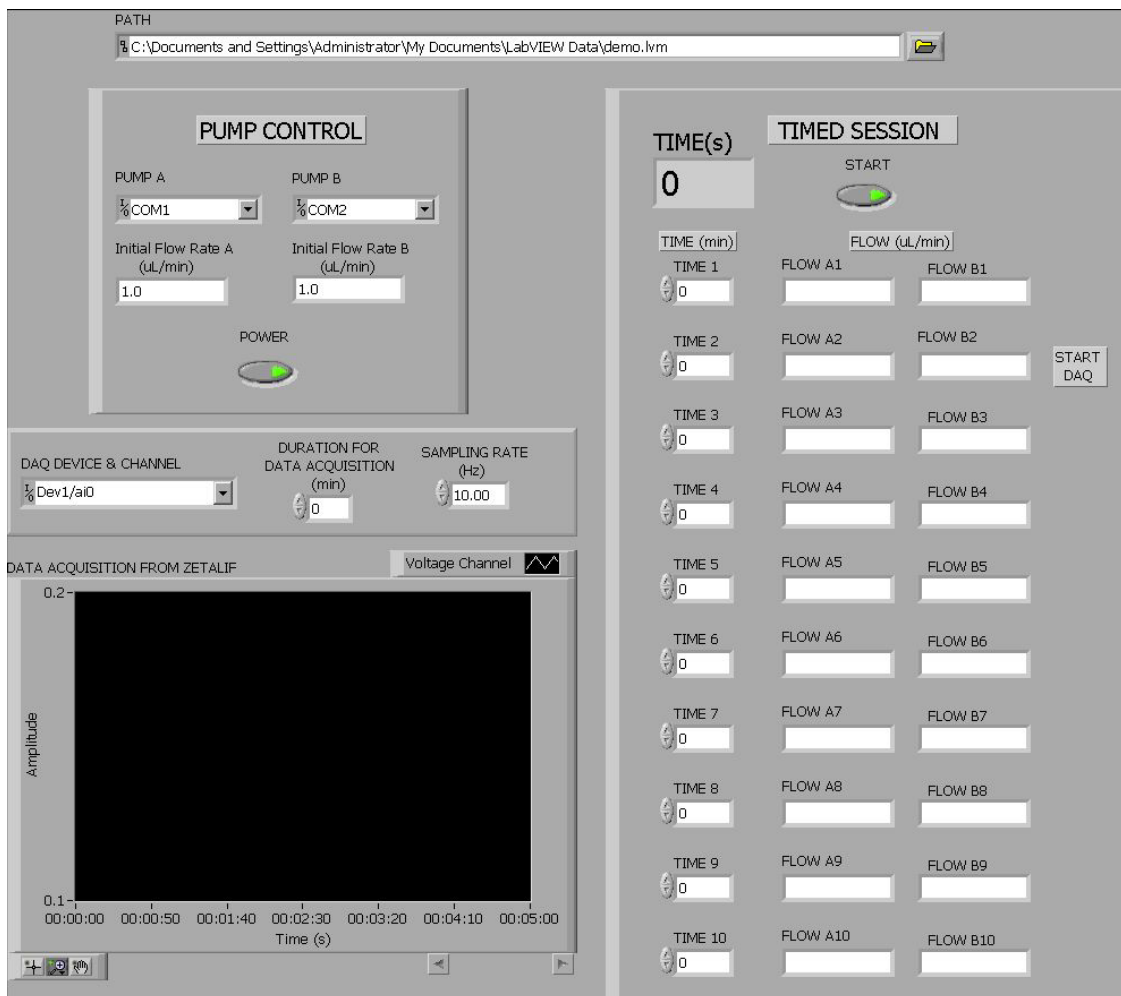 PATH
C:\Documents and Settings\Administrator\My Documents\LabVIEW Data\demo.lvm
PUMP CONTROL
PUMP A
PUMP B
COM1
COM2
Initial Flow Rate A
(uL/min)
Initial Flow Rate B
(uL/min)
1.0
1.0
POWER
DAQ DEVICE & CHANNEL
Dev1/ai0
DURATION FOR
DATA ACQUISITION
(min)
0
SAMPLING RATE
(Hz)
10.00
DATA ACQUISITION FROM ZETALIF
Voltage Channel
0.2
Amplitude
0.1
00:00:00 00:00:50 00:01:40 00:02:30 00:03:20 00:04:10 00:05:00
Time (s)
TIME(s)
0
TIMED SESSION
START
TIME (min)
FLOW (uL/min)
TIME 1 FLOW A1 FLOW B1
0
TIME 2 FLOW A2 FLOW B2
0
START
DAQ
TIME 3 FLOW A3 FLOW B3
0
TIME 4 FLOW A4 FLOW B4
0
TIME 5 FLOW A5 FLOW B5
0
TIME 6 FLOW A6 FLOW B6
0
TIME 7 FLOW A7 FLOW B7
0
TIME 8 FLOW A8 FLOW B8
0
TIME 9 FLOW A9 FLOW B9
0
TIME 10 FLOW A10 FLOW B10
0